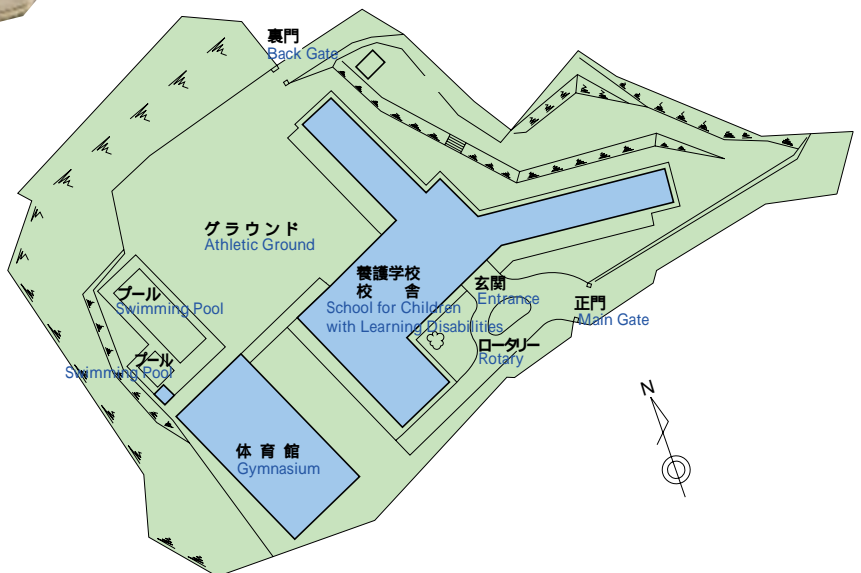 裏門
Back Gate
グラウンド
Athletic Ground
養護学校
校　舎
School for Children
with Learning Disabilities
玄関
Entrance
正門
Main Gate
ロータリー
Rotary
プール
Swimming Pool
プール
Swimming Pool
体育館
Gymnasium
N